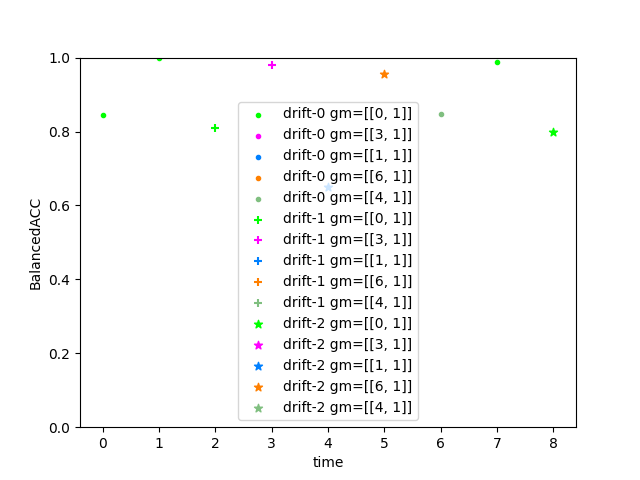 1.0
0.8
0.6
0.4
0.2
0.0
BalancedACC
drift-0 gm=[[0, 1]]
drift-0 gm=[[3, 1]]
drift-0 gm=[[1, 1]]
drift-0 gm=[[6, 1]]
drift-0 gm=[[4, 1]]
drift-1 gm=[[0, 1]]
drift-1 gm=[[3, 1]]
drift-1 gm=[[1, 1]]
drift-1 gm=[[6, 1]]
drift-1 gm=[[4, 1]]
drift-2 gm=[[0, 1]]
drift-2 gm=[[3, 1]]
drift-2 gm=[[1, 1]]
drift-2 gm=[[6, 1]]
drift-2 gm=[[4, 1]]
0 1 2 3 4 5 6 7 8
time